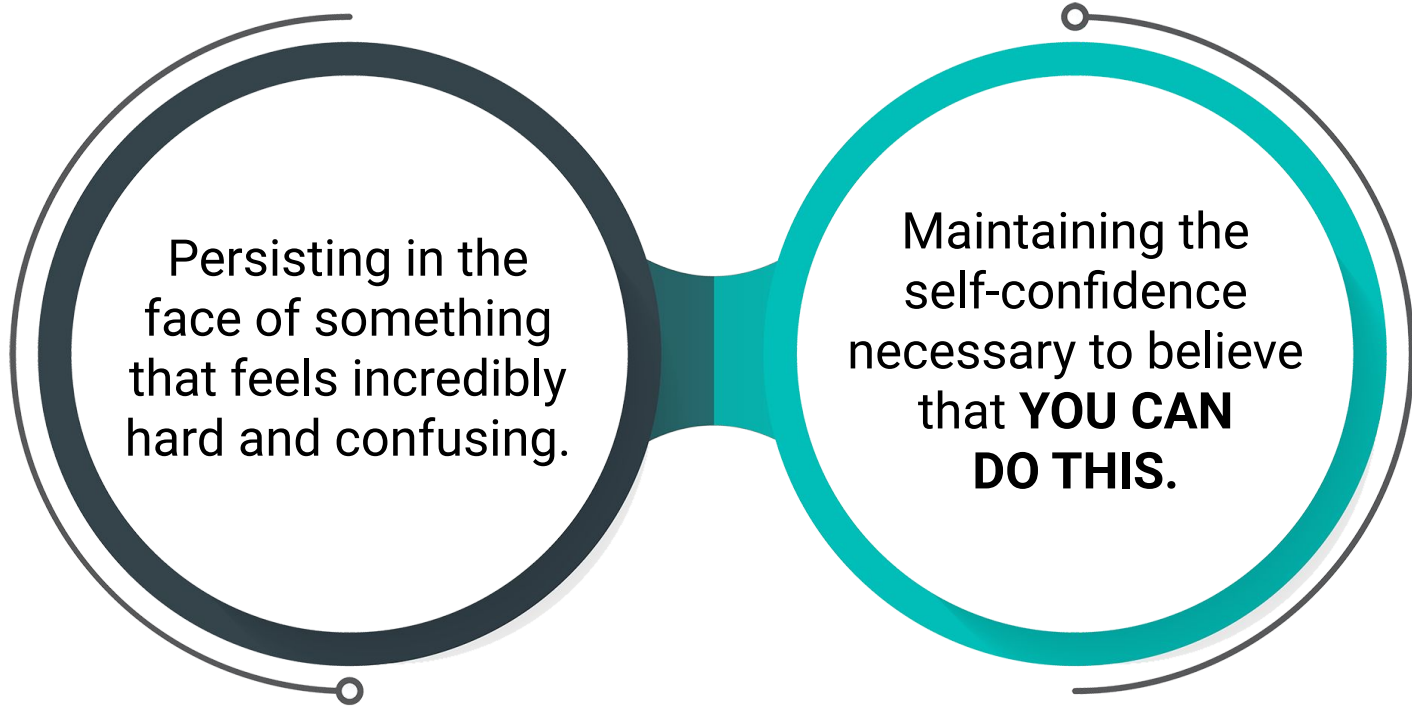 Persisting in the
face of something
that feels incredibly
hard and confusing.
Maintaining the
self-confidence
necessary to believe
that YOU CAN
DO THIS.